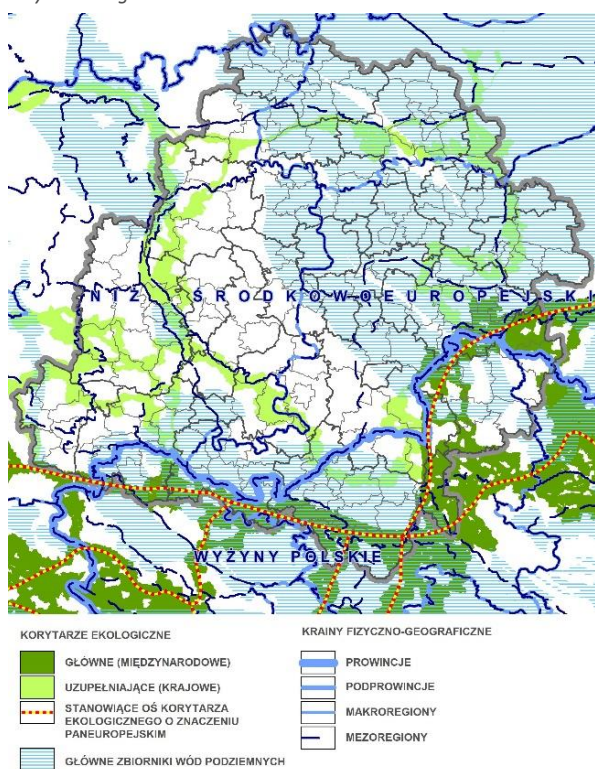 NIŻ ŚRODKOWOEUROPEJSKI
WYŻYNY POLSKIE
KORYTARZE EKOLOGICZNE
GŁÓWNE (MIĘDZYNARODOWE)
UZUPEŁNIAJĄCE (KRAJOWE)
STANOWIĄCE OŚ KORYTARZA
EKOLOGICZNEGO O ZNACZENIU
PANEUROPEJSKIM
GŁÓWNE ZBIORNIKI WÓD PODZIEMNYCH
KRAINY FIZYCZNO-GEOGRAFICZNE
PROWINCJE
PODPROWINCJE
MAKROREGIONY
MEZOREGIONY